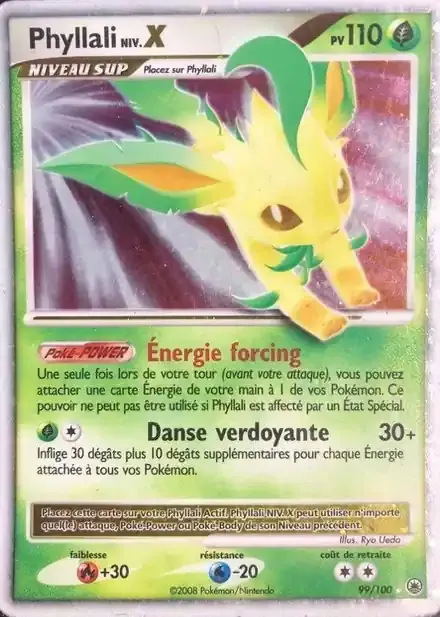 Phyllali NIV.X PV 110
NIVEAU SUP Placez sur Phyllali
Poké-POWER Énergie forcing
Une seule fois lors de votre tour (avant votre attaque), vous pouvez
attacher une carte Énergie de votre main à 1 de vos Pokémon. Ce
pouvoir ne peut pas être utilisé si Phyllali est affecté par un État Spécial.
Danse verdoyante 30+
Inflige 30 dégâts plus 10 dégâts supplémentaires pour chaque Énergie
attachée à tous vos Pokémon.
Placez cette carte sur votre Phyllali Actif. Phyllali NIV.X peut utiliser n'importe
quel(le) attaque, Poké-Power ou Poké-Body de son Niveau précédent.
Illus. Ryo Ueda
faiblesse résistance coût de retraite
+30 -20
©2008 Pokémon/Nintendo 99/100